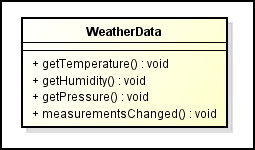 WeatherData
+ getTemperature() : void
+ getHumidity() : void
+ getPressure() : void
+ measurementsChanged() : void